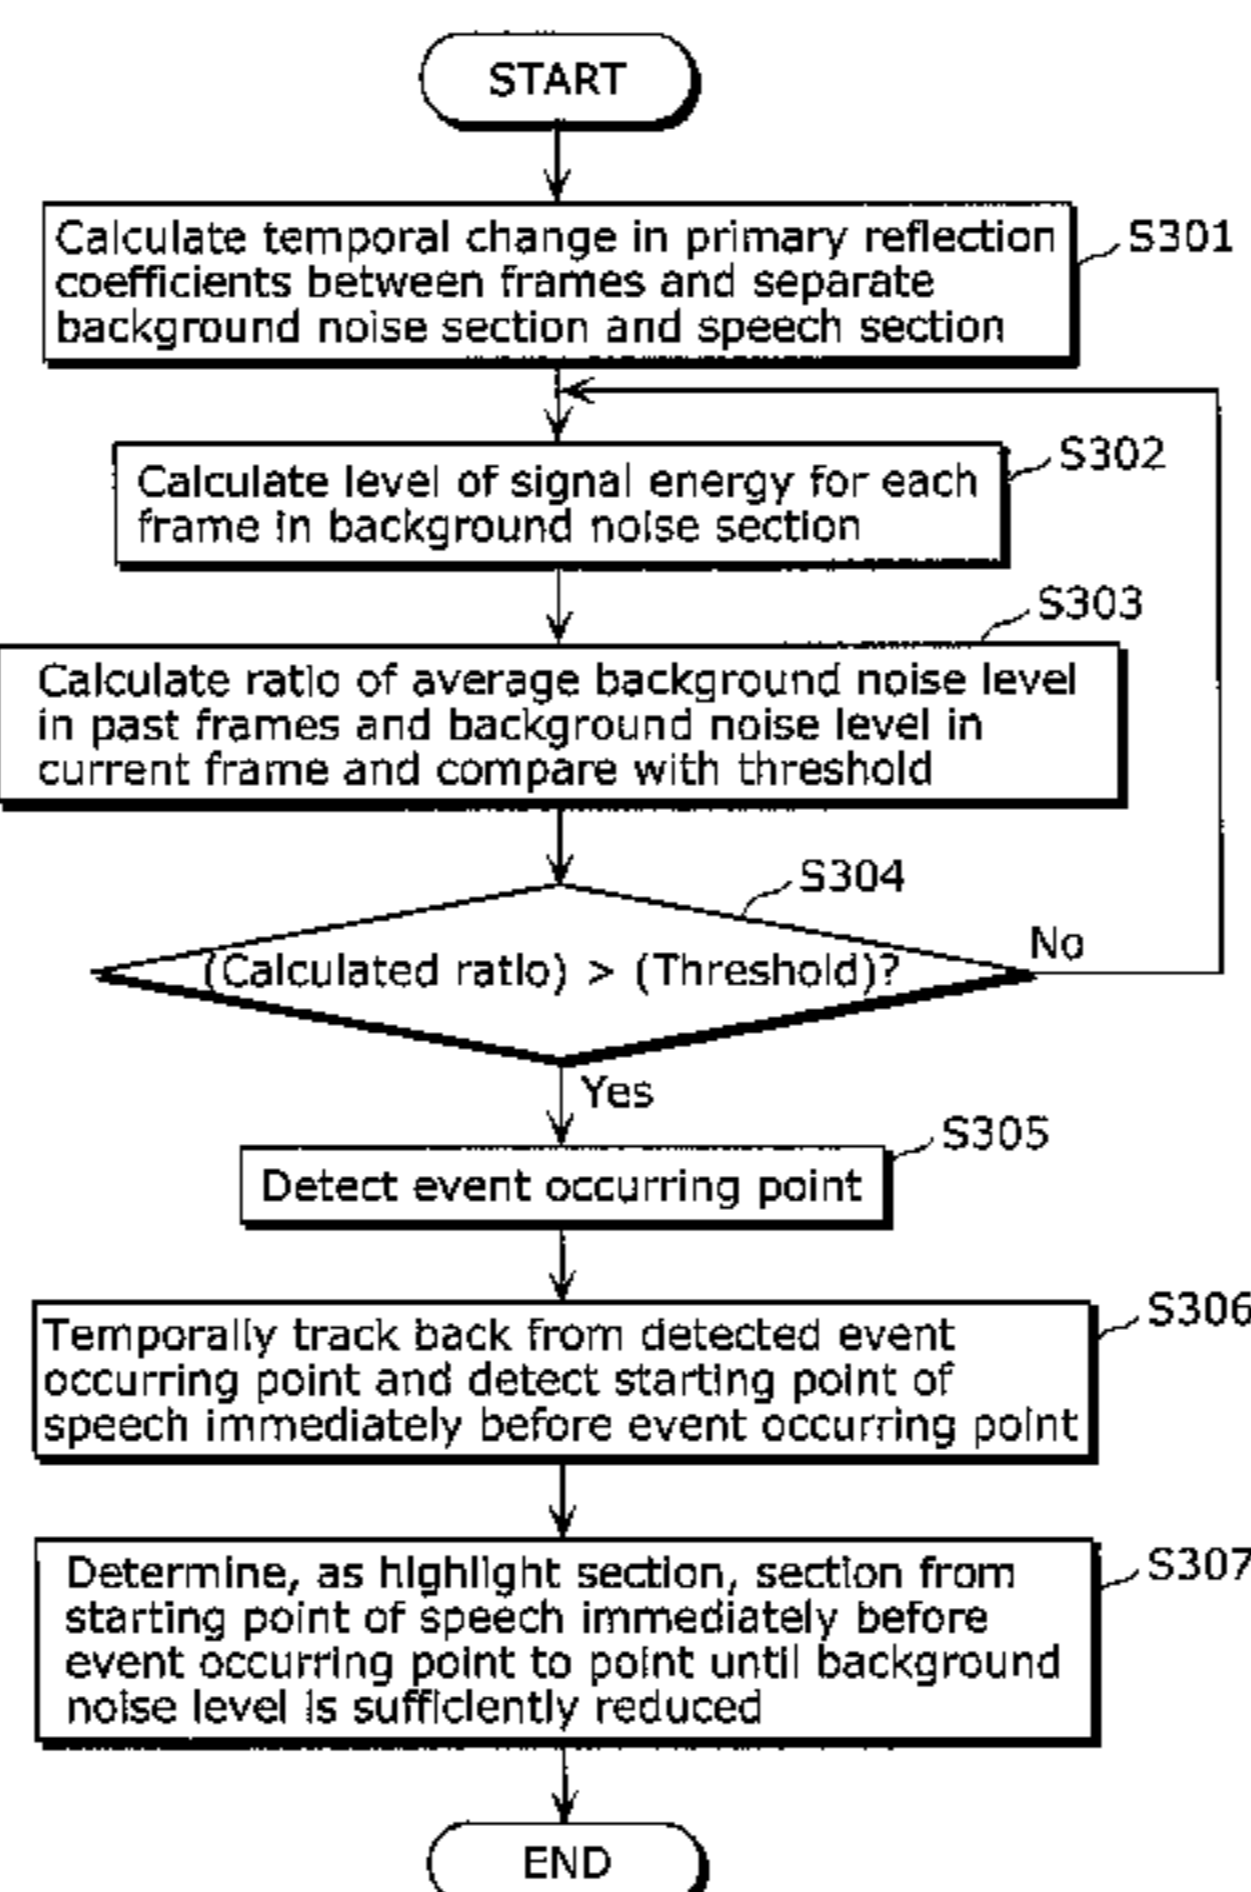 START
Calculate temporal change in primary reflection
coefficients between frames and separate
background noise section and speech section
S301
Calculate level of signal energy for each
frame in background noise section
S302
S303
Calculate ratio of average background noise level
in past frames and background noise level in
current frame and compare with threshold
S304
(Calculated ratio) > (Threshold)?
No
Yes
S305
Detect event occurring point
Temporally track back from detected event
occurring point and detect starting point of
speech immediately before event occurring point
S306
Determine, as highlight section, section from
starting point of speech immediately before
event occurring point to point until background
noise level is sufficiently reduced
S307
END